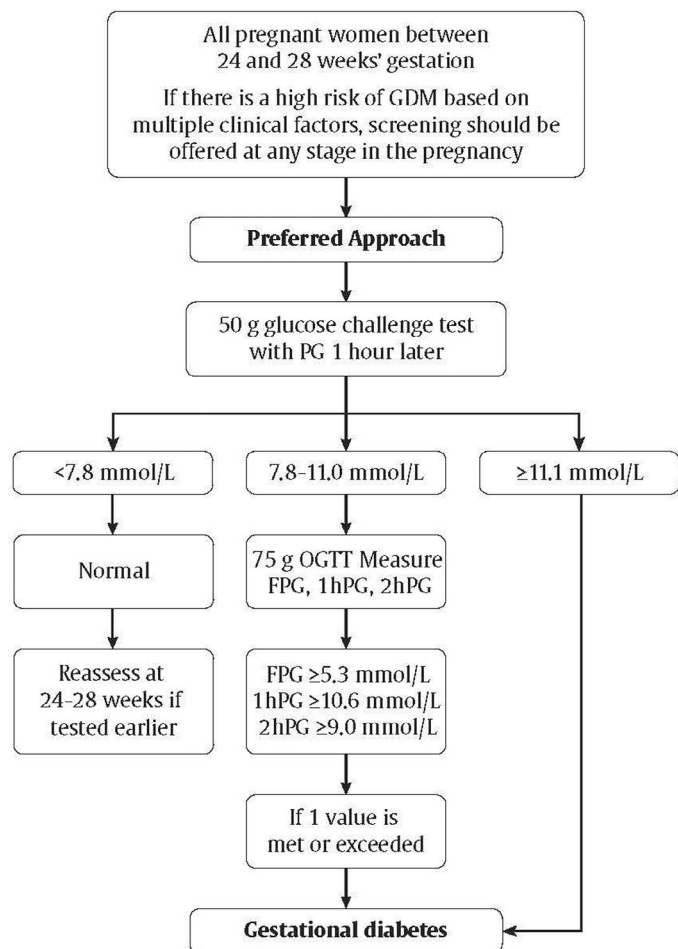 All pregnant women between
24 and 28 weeks' gestation
If there is a high risk of GDM based on
multiple clinical factors, screening should be
offered at any stage in the pregnancy
Preferred Approach
50 g glucose challenge test
with PG 1 hour later
<7.8 mmol/L
7.8–11.0 mmol/L
≥11.1 mmol/L
Normal
75 g OGTT Measure
FPG, 1hPG, 2hPG
Reassess at
24–28 weeks if
tested earlier
FPG ≥5.3 mmol/L
1hPG ≥10.6 mmol/L
2hPG ≥9.0 mmol/L
If 1 value is
met or exceeded
Gestational diabetes